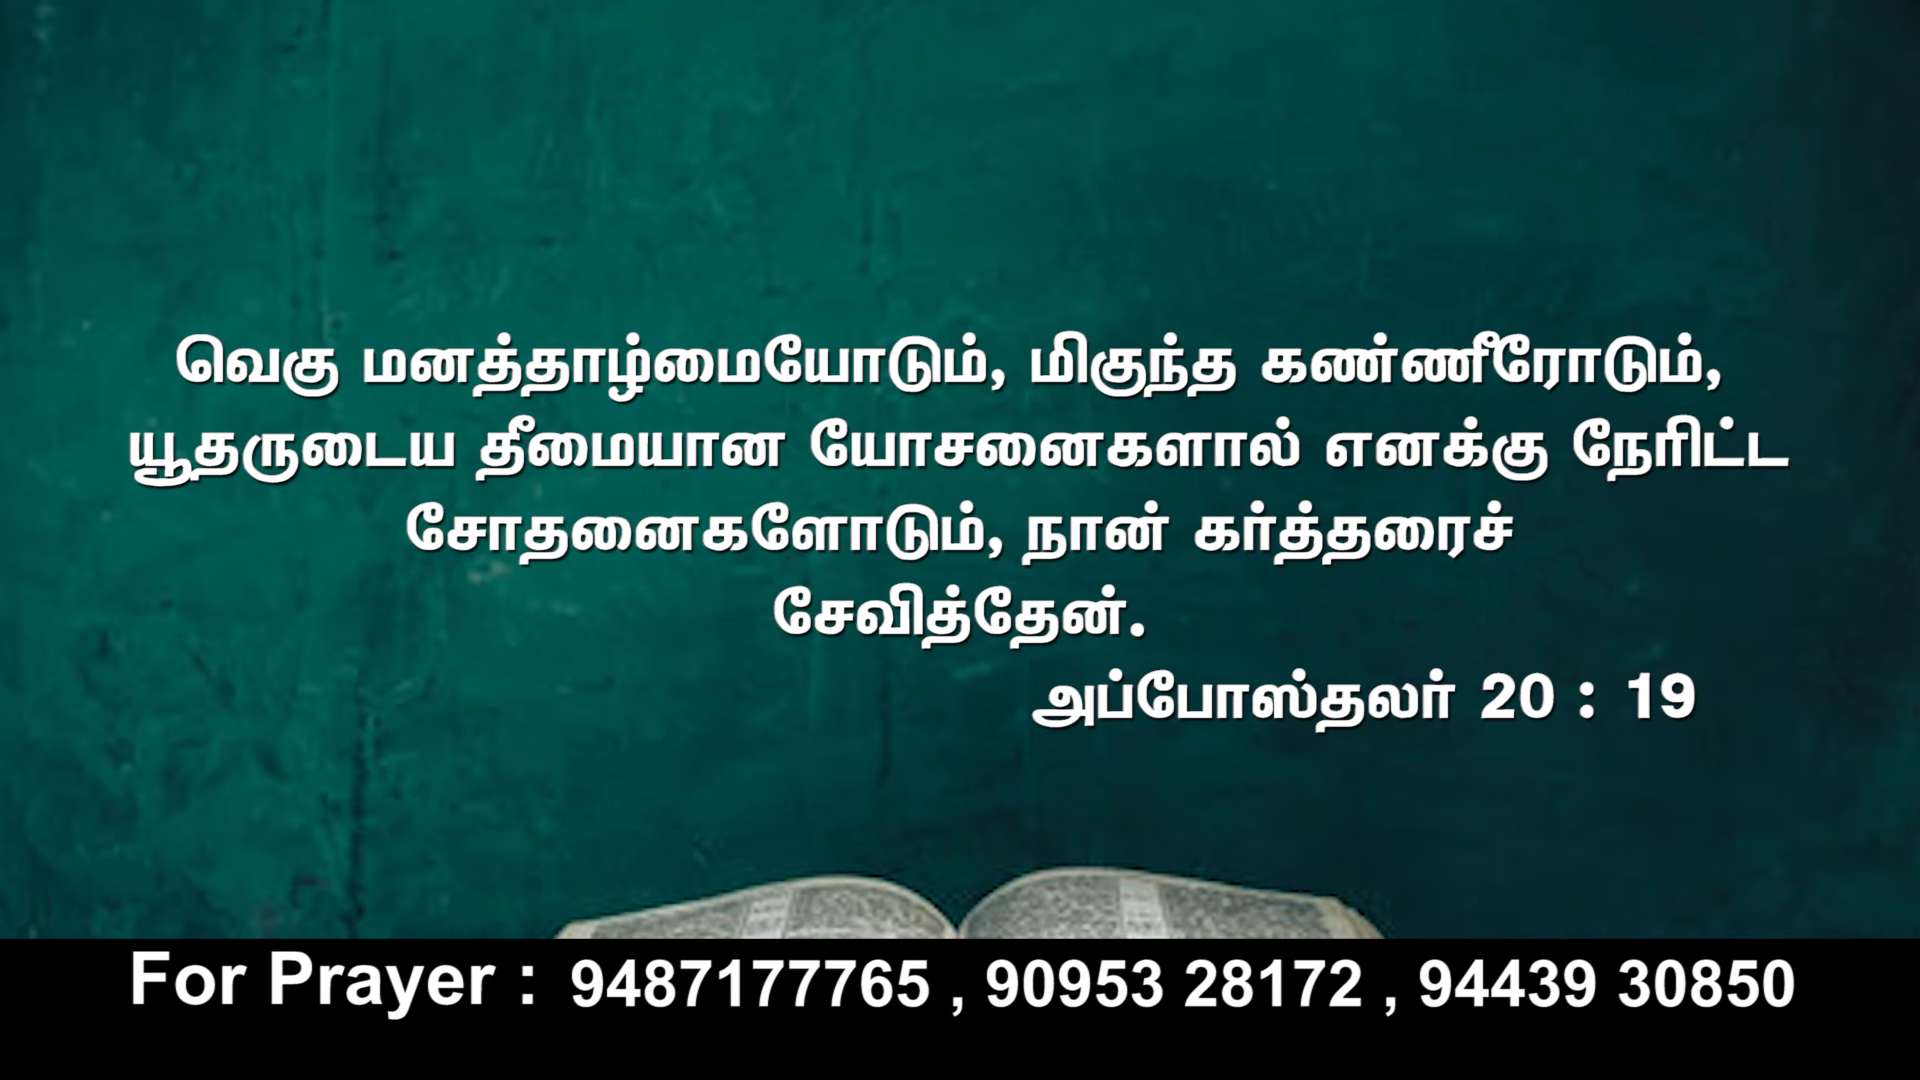 வெகு மனத்தாழ்மையோடும், மிகுந்த கண்ணீரோடும்,
யூதருடைய தீமையான யோசனைகளால் எனக்கு நேரிட்ட
சோதனைகளோடும், நான் கர்த்தரைச்
சேவித்தேன்.
அப்போஸ்தலர் 20 : 19
For Prayer : 9487177765 , 90953 28172 , 94439 30850